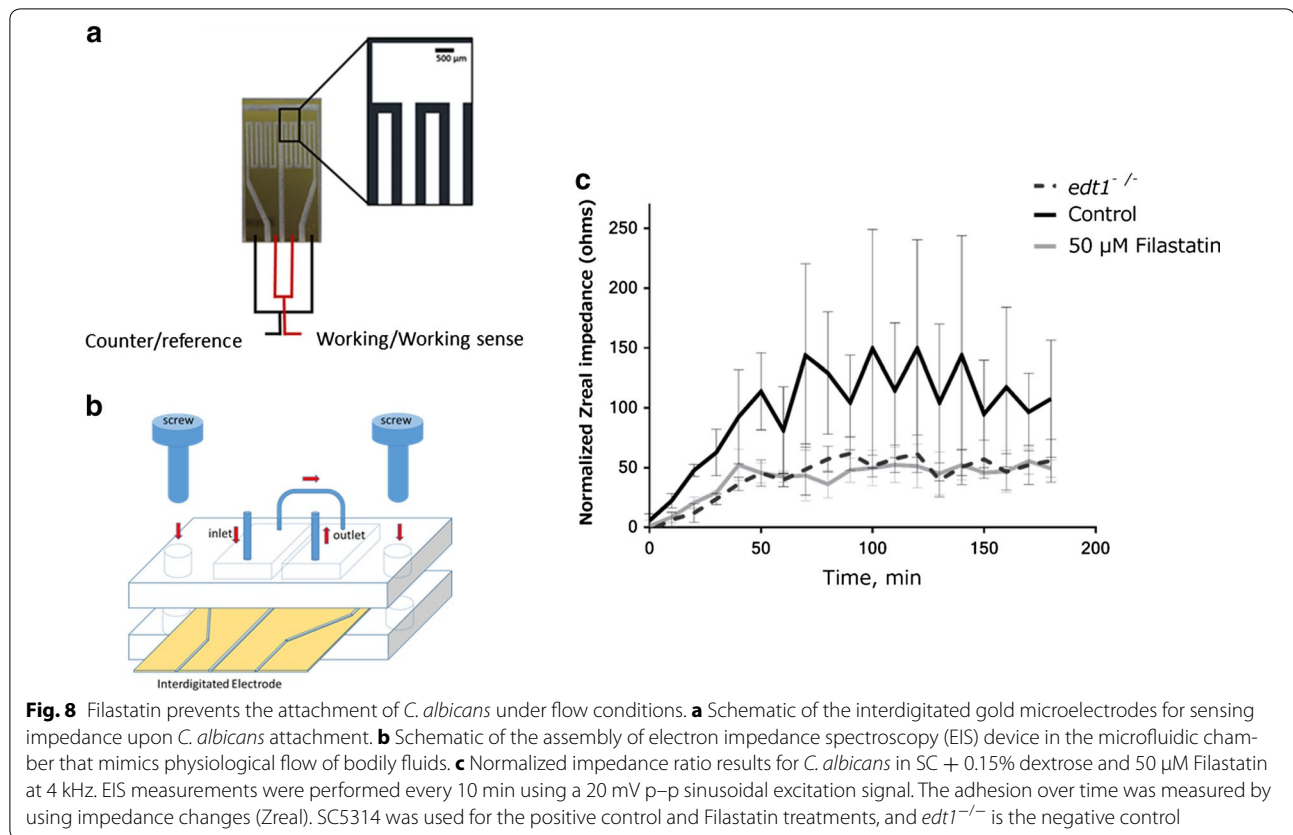 a
500 µm
Counter/reference
Working/Working sense
b
screw
screw
inlet
outlet
Interdigitated Electrode
c
edt1⁻/⁻
Control
50 µM Filastatin
Normalized Zreal impedance (ohms)
250
200
150
100
50
0
0
50
100
150
200
Time, min
Fig. 8 Filastatin prevents the attachment of C. albicans under flow conditions. a Schematic of the interdigitated gold microelectrodes for sensing
impedance upon C. albicans attachment. b Schematic of the assembly of electron impedance spectroscopy (EIS) device in the microfluidic cham-
ber that mimics physiological flow of bodily fluids. c Normalized impedance ratio results for C. albicans in SC + 0.15% dextrose and 50 µM Filastatin
at 4 kHz. EIS measurements were performed every 10 min using a 20 mV p–p sinusoidal excitation signal. The adhesion over time was measured by
using impedance changes (Zreal). SC5314 was used for the positive control and Filastatin treatments, and edt1⁻/⁻ is the negative control